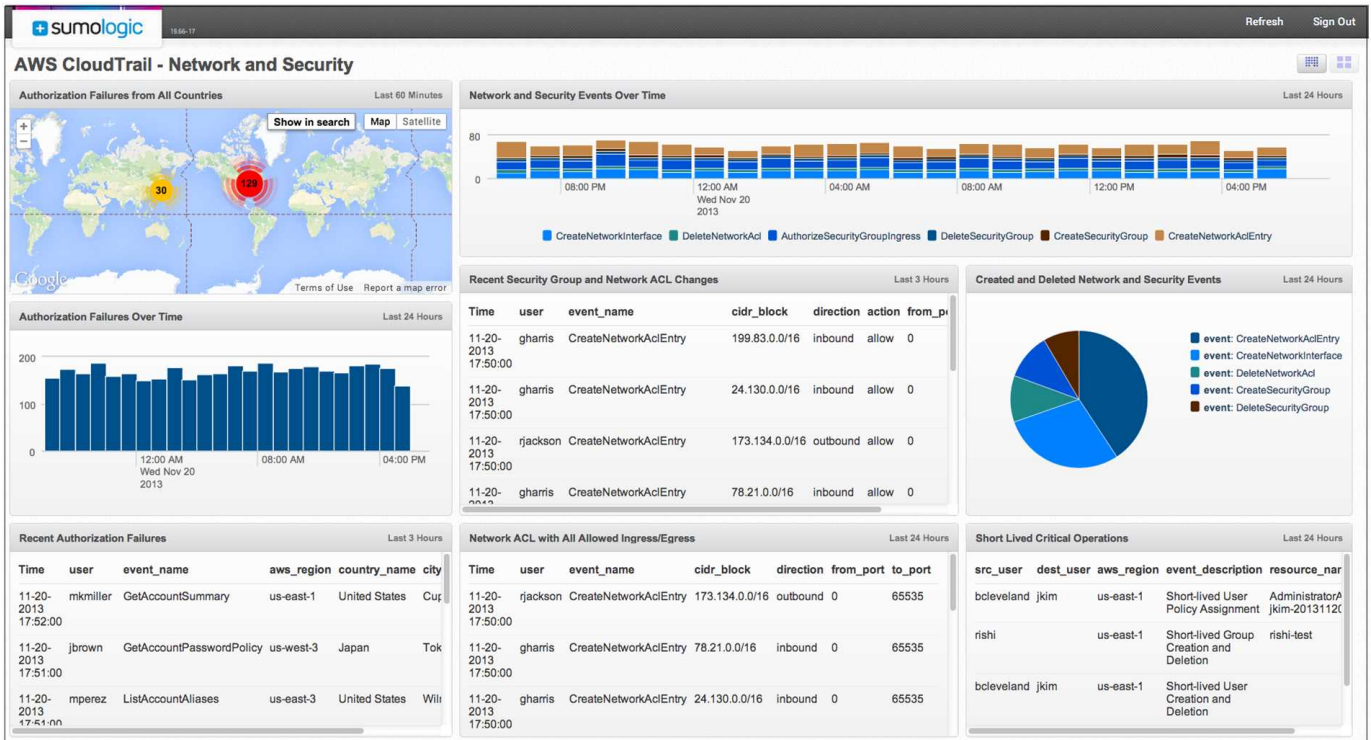 sumologic
19.66-17
Refresh Sign Out
AWS CloudTrail - Network and Security
Authorization Failures from All Countries Last 60 Minutes
+
−
Show in search Map Satellite
30
129
Google
Terms of Use Report a map error
Network and Security Events Over Time Last 24 Hours
80
0
08:00 PM 12:00 AM 04:00 AM 08:00 AM 12:00 PM 04:00 PM
Wed Nov 20
2013
CreateNetworkInterface DeleteNetworkAcl AuthorizeSecurityGroupIngress DeleteSecurityGroup CreateSecurityGroup CreateNetworkAclEntry
Authorization Failures Over Time Last 24 Hours
200
100
0
12:00 AM 08:00 AM 04:00 PM
Wed Nov 20
2013
Recent Security Group and Network ACL Changes Last 3 Hours
Time user event_name cidr_block direction action from_po
11-20- gharris CreateNetworkAclEntry 199.83.0.0/16 inbound allow 0
2013
17:50:00
11-20- gharris CreateNetworkAclEntry 24.130.0.0/16 inbound allow 0
2013
17:50:00
11-20- rjackson CreateNetworkAclEntry 173.134.0.0/16 outbound allow 0
2013
17:50:00
11-20- gharris CreateNetworkAclEntry 78.21.0.0/16 inbound allow 0
2013
Created and Deleted Network and Security Events Last 24 Hours
event: CreateNetworkAclEntry
event: CreateNetworkInterface
event: DeleteNetworkAcl
event: CreateSecurityGroup
event: DeleteSecurityGroup
Recent Authorization Failures Last 3 Hours
Time user event_name aws_region country_name city
11-20- mkmiller GetAccountSummary us-east-1 United States Cup
2013
17:52:00
11-20- jbrown GetAccountPasswordPolicy us-west-3 Japan Tok
2013
17:51:00
11-20- mperez ListAccountAliases us-east-3 United States Wilm
2013
17:51:00
Network ACL with All Allowed Ingress/Egress Last 24 Hours
Time user event_name cidr_block direction from_port to_port
11-20- rjackson CreateNetworkAclEntry 173.134.0.0/16 outbound 0 65535
2013
17:50:00
11-20- gharris CreateNetworkAclEntry 78.21.0.0/16 inbound 0 65535
2013
17:50:00
11-20- gharris CreateNetworkAclEntry 24.130.0.0/16 inbound 0 65535
2013
17:50:00
Short Lived Critical Operations Last 24 Hours
src_user dest_user aws_region event_description resource_nar
bcleveland jkim us-east-1 Short-lived User AdministratorA
Policy Assignment jkim-20131120
rishi us-east-1 Short-lived Group rishi-test
Creation and
Deletion
bcleveland jkim us-east-1 Short-lived User
Creation and
Deletion